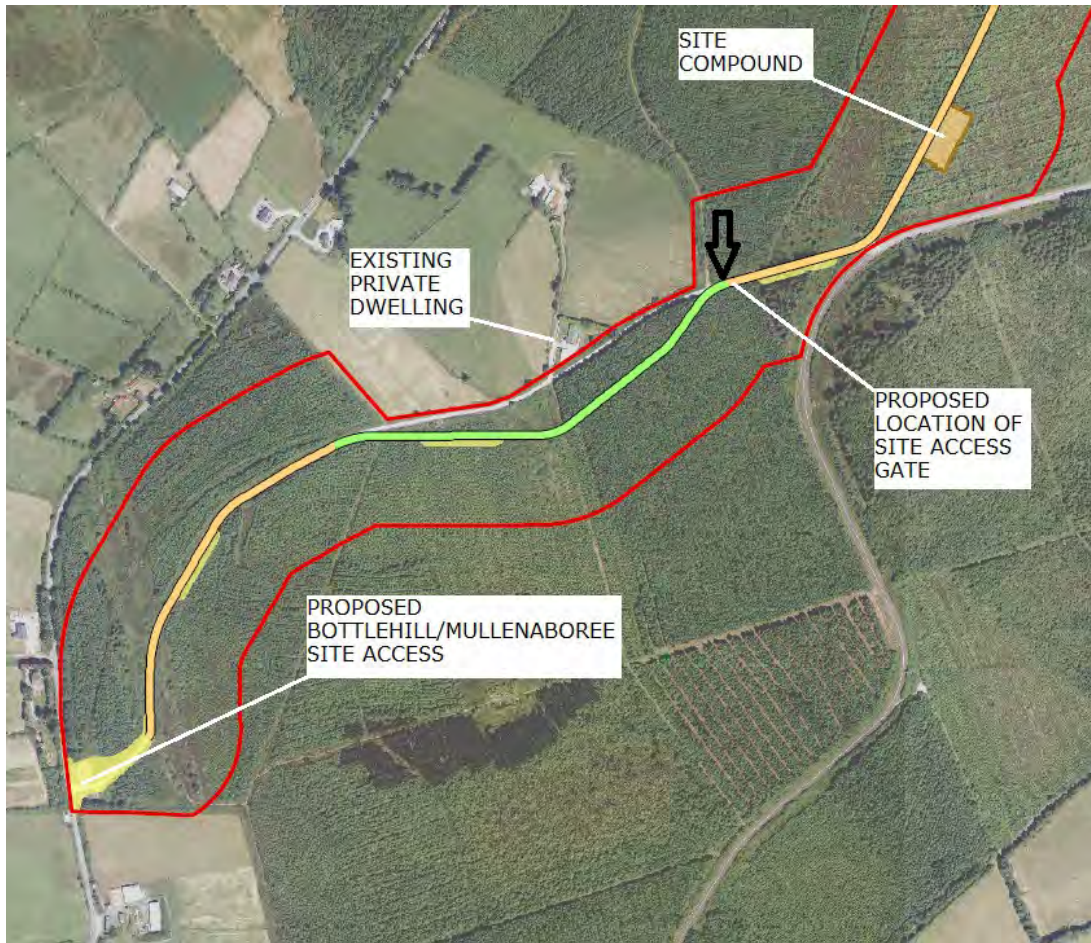 SITE
COMPOUND
EXISTING
PRIVATE
DWELLING
PROPOSED
LOCATION OF
SITE ACCESS
GATE
PROPOSED
BOTTLEHILL/MULLENABOREE
SITE ACCESS